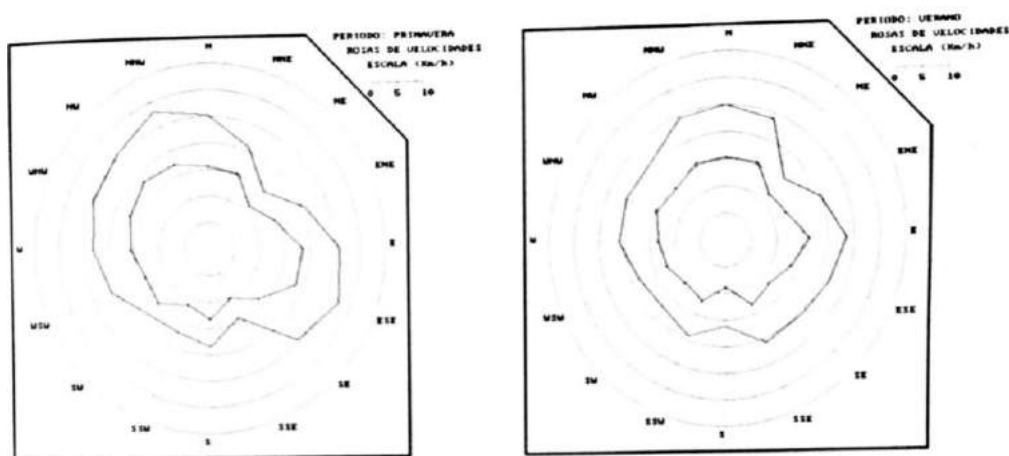 PERIODO: PRIMAVERA
ROSAS DE VELOCIDADES
ESCALA (Km/h)
0 5 10
N
NNE
NE
ENE
E
ESE
SE
SSE
S
SSW
SW
WSW
W
WNW
NW
NNW
PERIODO: VERANO
ROSAS DE VELOCIDADES
ESCALA (Km/h)
0 5 10
N
NNE
NE
ENE
E
ESE
SE
SSE
S
SSW
SW
WSW
W
WNW
NW
NNW